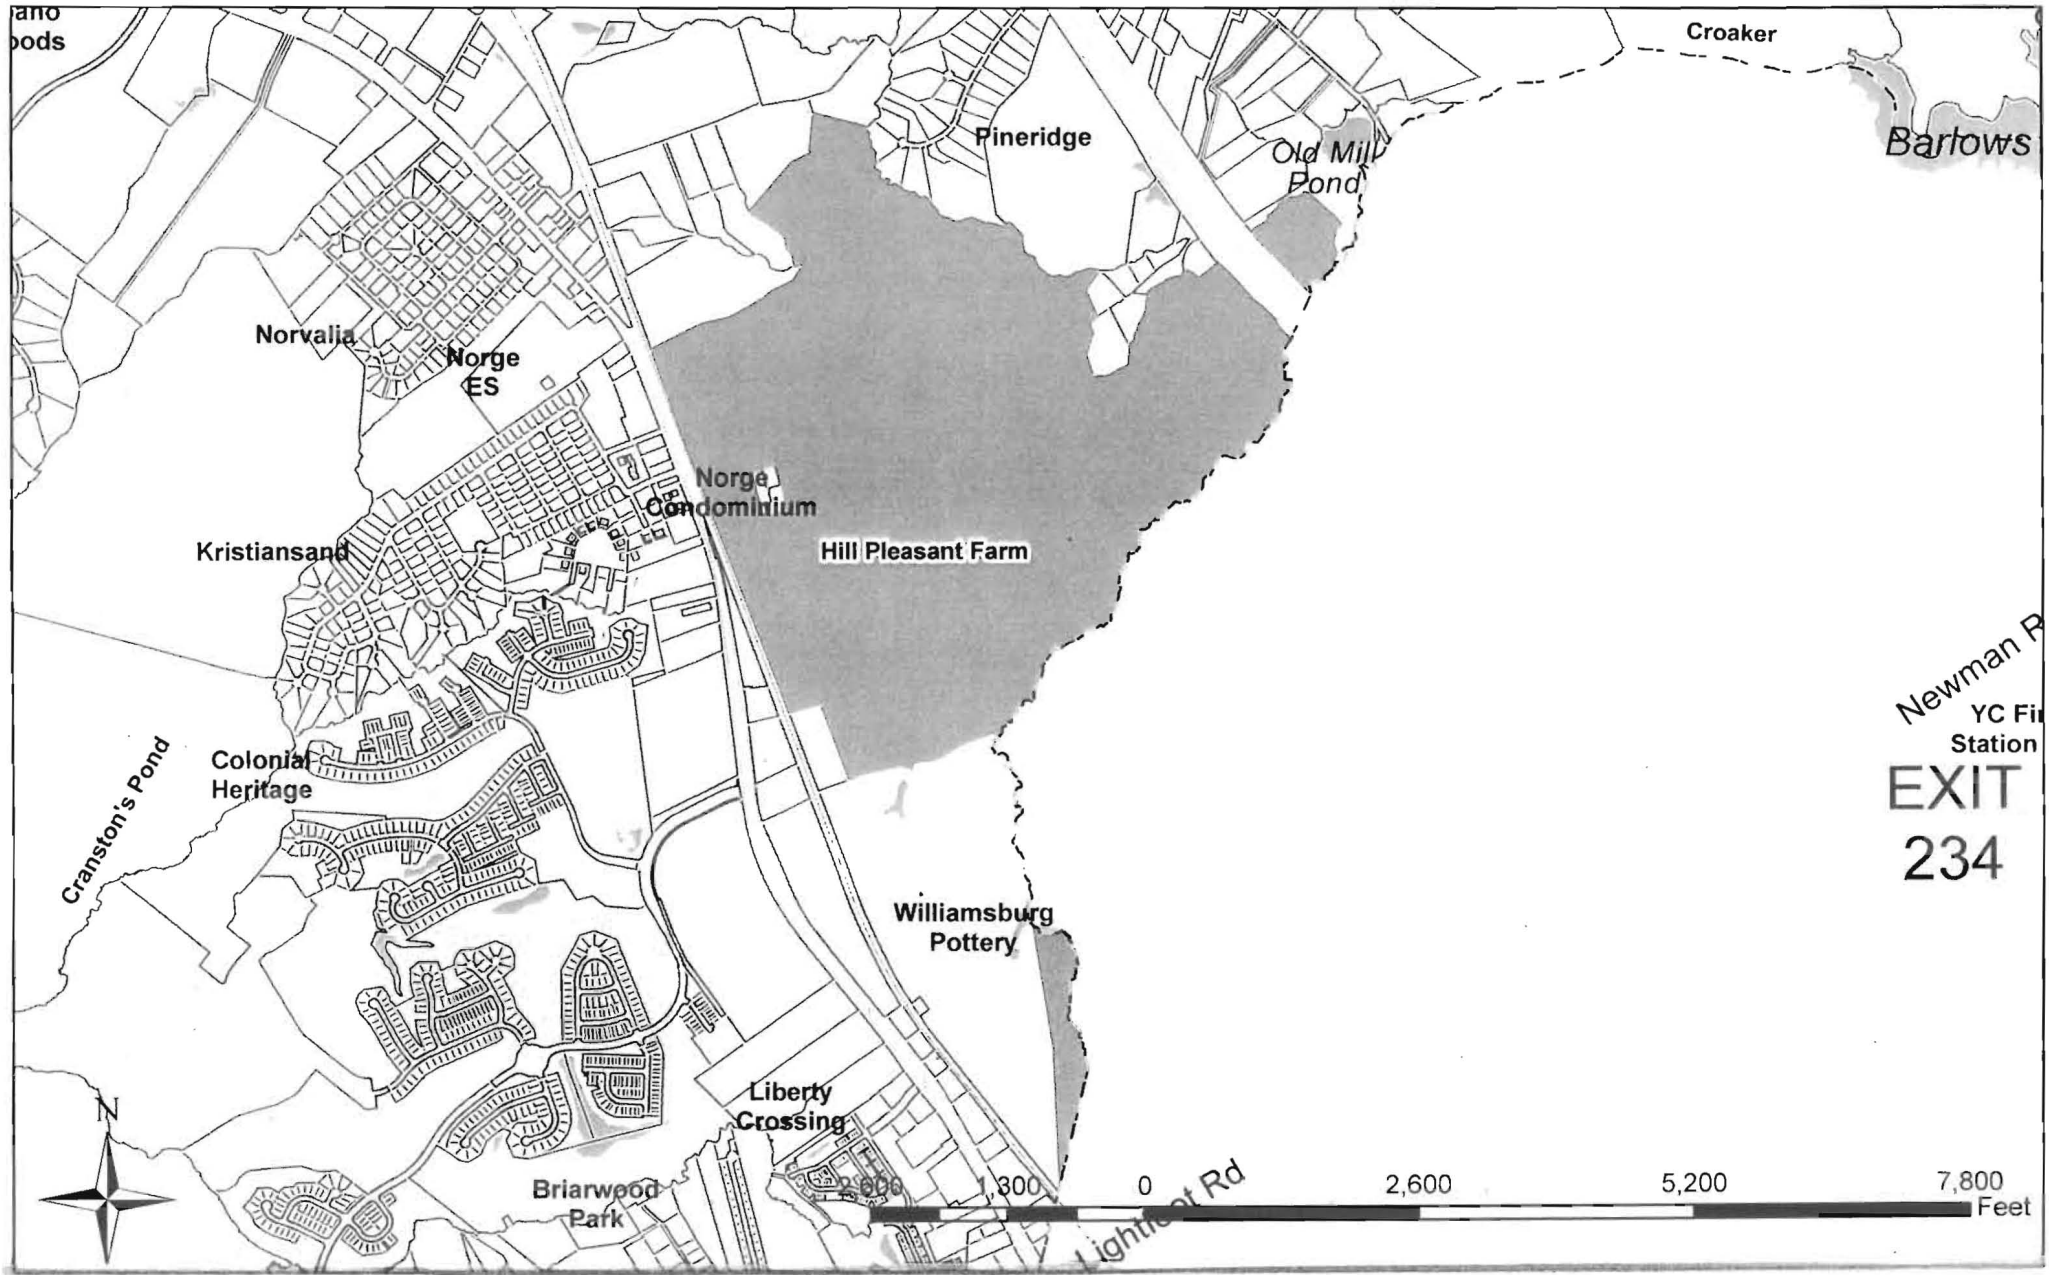 ano
oods
Croaker
Pineridge
Old Mill
Pond
Barlows
Norvalia
Norge
ES
Norge
Condominium
Kristiansand
Hill Pleasant Farm
Newman R
YC Fi
Station
Colonial
Heritage
Cranston's Pond
EXIT
234
Williamsburg
Pottery
Liberty
Crossing
N
Briarwood
Park
Lightfoot Rd
2,600 1,300 0 2,600 5,200 7,800
Feet